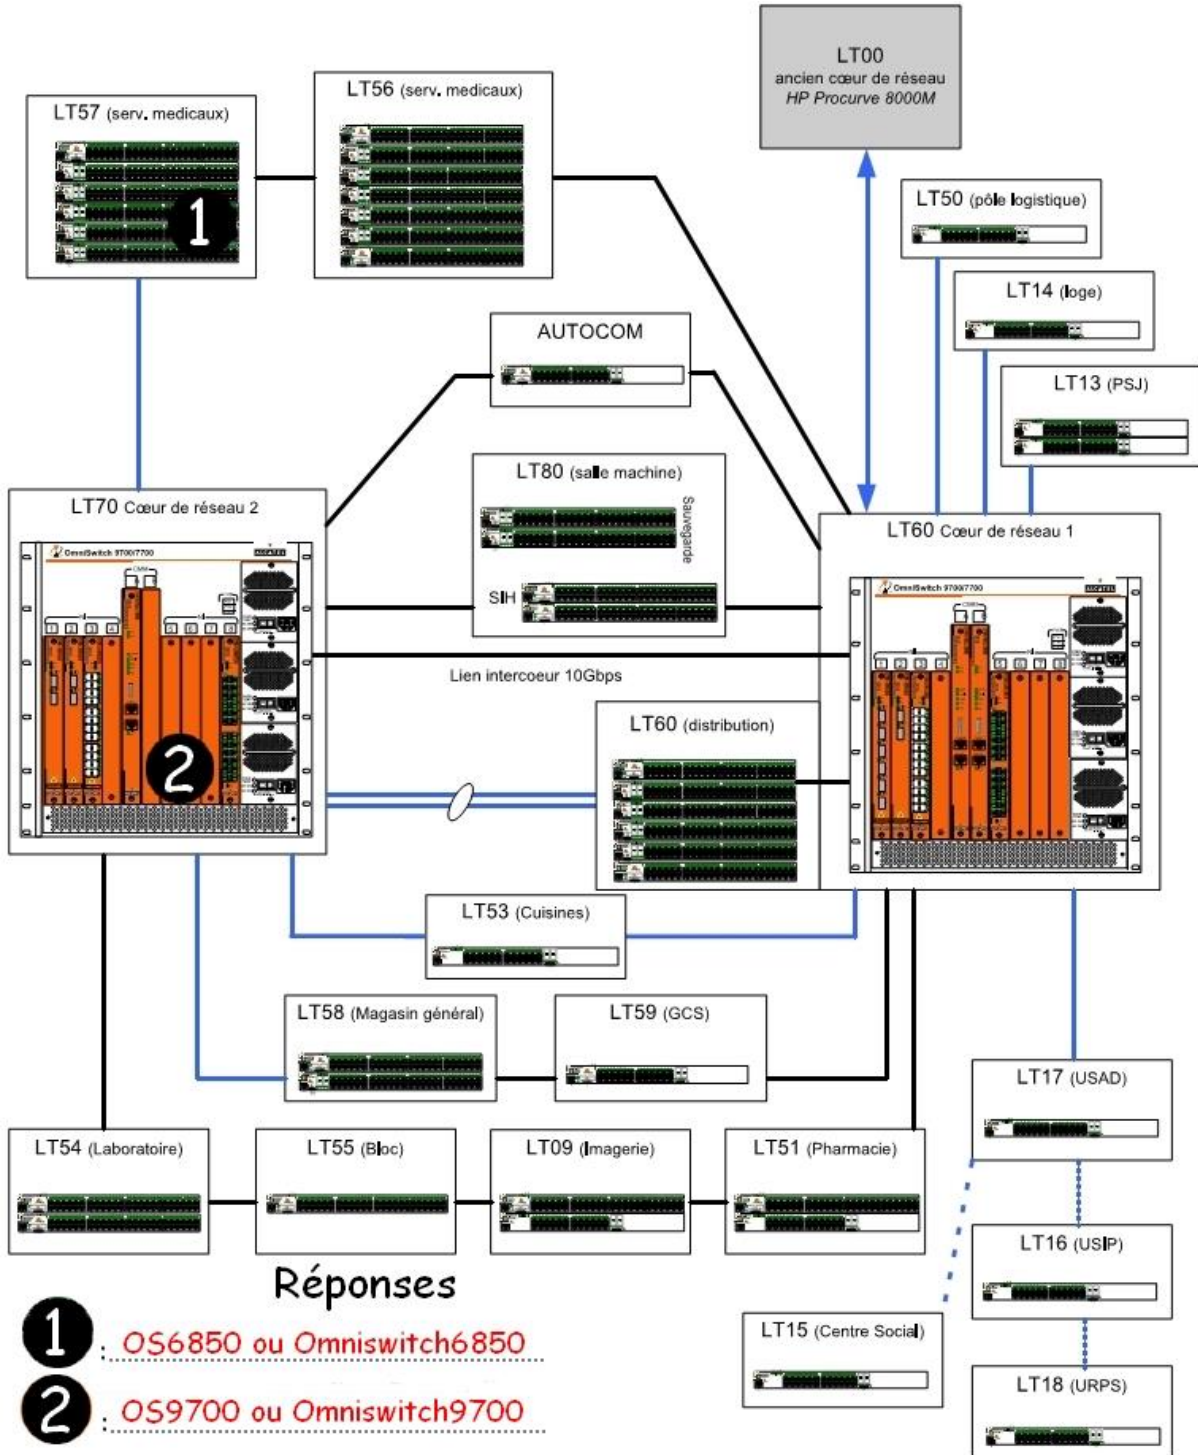 LT00
ancien cœur de réseau
HP Procurve 8000M
LT57 (serv. medicaux)
LT56 (serv. medicaux)
1
LT50 (pôle logistique)
LT14 (loge)
AUTOCOM
LT13 (PSJ)
LT80 (salle machine)
Sauvegarde
SIH
LT70 Cœur de réseau 2
OmniSwitch 9700/7700
ALCATEL
2
LT60 Cœur de réseau 1
OmniSwitch 9700/7700
ALCATEL
Lien intercoeur 10Gbps
LT60 (distribution)
LT53 (Cuisines)
LT58 (Magasin général)
LT59 (GCS)
LT17 (USAD)
LT54 (Laboratoire)
LT55 (Bloc)
LT09 (Imagerie)
LT51 (Pharmacie)
LT16 (USIP)
LT15 (Centre Social)
LT18 (URPS)
Réponses
1 : OS6850 ou Omniswitch6850
2 : OS9700 ou Omniswitch9700